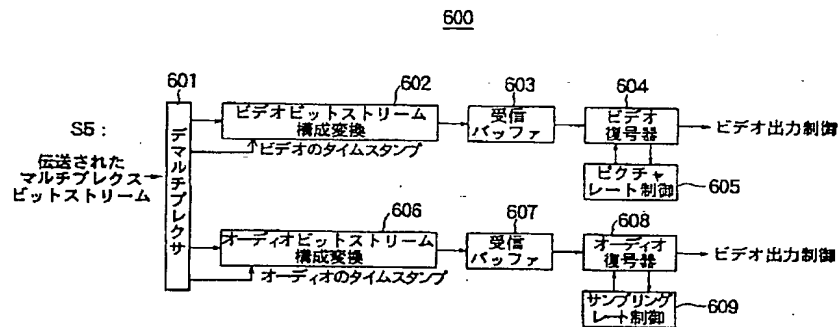 600
601
602
603
604
S5:
伝送された
マルチプレクス
ビットストリーム
デマルチプレクサ
ビデオビットストリーム
構成変換
ビデオのタイムスタンプ
受信
バッファ
ビデオ
復号器
ビデオ出力制御
ピクチャ
レート制御
605
606
607
608
オーディオビットストリーム
構成変換
オーディオのタイムスタンプ
受信
バッファ
オーディオ
復号器
ビデオ出力制御
サンプリング
レート制御
609